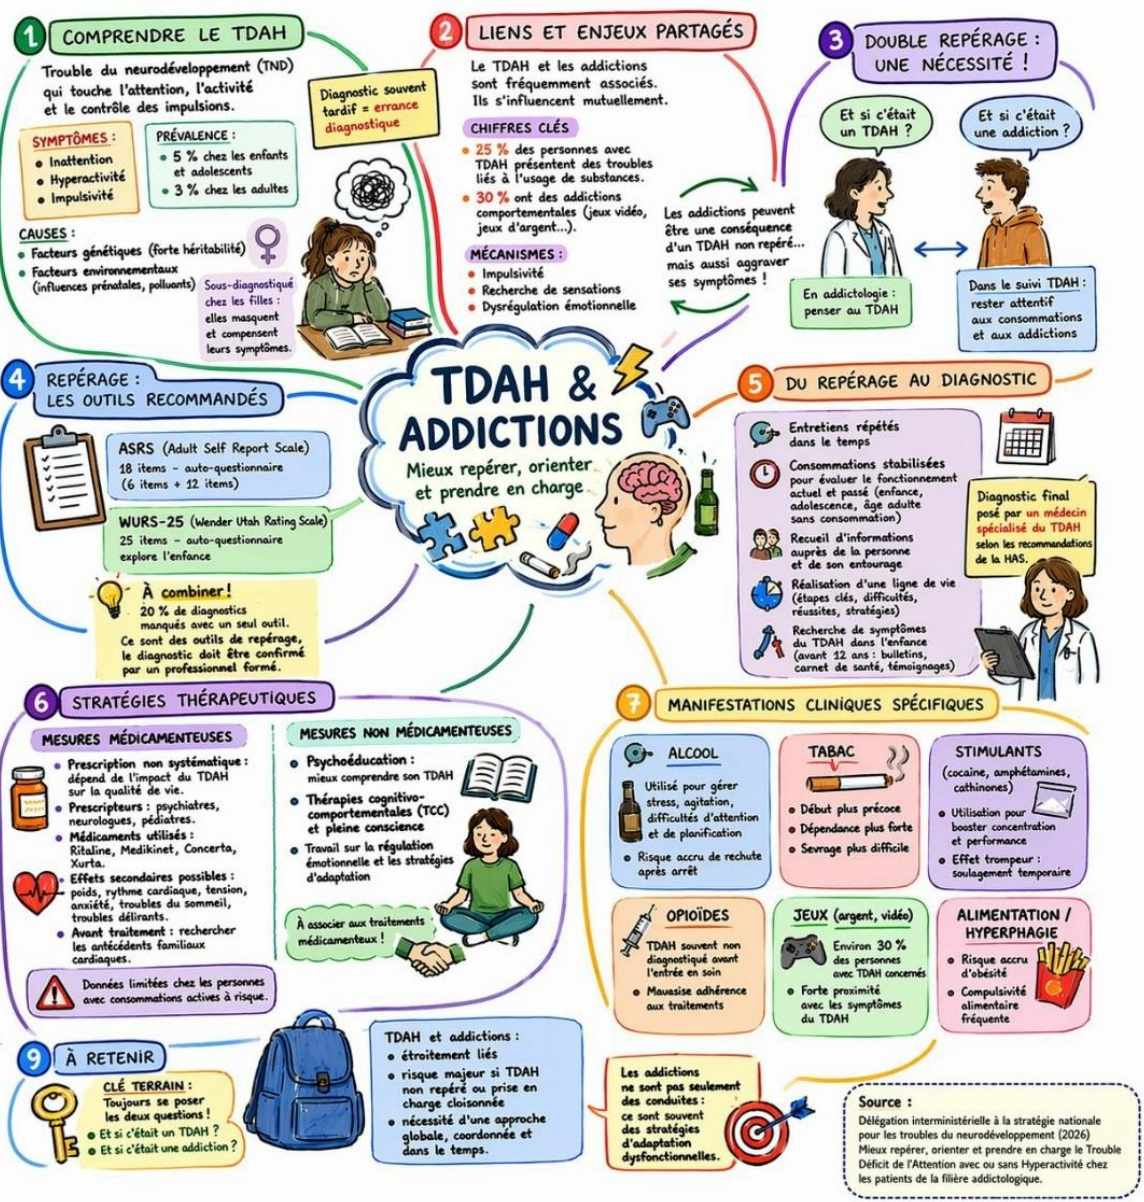 1 COMPRENDRE LE TDAH
Trouble du neurodéveloppement (TND)
qui touche l'attention, l'activité
et le contrôle des impulsions.
SYMPTÔMES :
• Inattention
• Hyperactivité
• Impulsivité
PRÉVALENCE :
• 5 % chez les enfants
et adolescents
• 3 % chez les adultes
Diagnostic souvent
tardif = errance
diagnostique
CAUSES :
• Facteurs génétiques (forte héritabilité)
• Facteurs environnementaux
(influences prénatales, polluants)
Sous-diagnostiqué
chez les filles :
elles masquent
et compensent
leurs symptômes.
2 LIENS ET ENJEUX PARTAGÉS
Le TDAH et les addictions
sont fréquemment associés.
Ils s'influencent mutuellement.
CHIFFRES CLÉS
• 25 % des personnes avec
TDAH présentent des troubles
liés à l'usage de substances.
• 30 % ont des addictions
comportementales (jeux vidéo,
jeux d'argent...).
MÉCANISMES :
• Impulsivité
• Recherche de sensations
• Dysrégulation émotionnelle
Les addictions peuvent
être une conséquence
d'un TDAH non repéré...
mais aussi aggraver
ses symptômes !
3 DOUBLE REPÉRAGE :
UNE NÉCESSITÉ !
Et si c'était
un TDAH ?
Et si c'était
une addiction ?
En addictologie :
penser au TDAH
Dans le suivi TDAH :
rester attentif
aux consommations
et aux addictions
TDAH &
ADDICTIONS
Mieux repérer, orienter
et prendre en charge
4 REPÉRAGE :
LES OUTILS RECOMMANDÉS
ASRS (Adult Self Report Scale)
18 items - auto-questionnaire
(6 items + 12 items)
WURS-25 (Wender Utah Rating Scale)
25 items - auto-questionnaire
explore l'enfance
À combiner !
20 % de diagnostics
manqués avec un seul outil.
Ce sont des outils de repérage,
le diagnostic doit être confirmé
par un professionnel formé.
5 DU REPÉRAGE AU DIAGNOSTIC
Entretiens répétés
dans le temps
Consommations stabilisées
pour évaluer le fonctionnement
actuel et passé (enfance,
adolescence, âge adulte
sans consommation)
Recueil d'informations
auprès de la personne
et de son entourage
Réalisation d'une ligne de vie
(étapes clés, difficultés,
réussites, stratégies)
Recherche de symptômes
du TDAH dans l'enfance
(avant 12 ans : bulletins,
carnet de santé, témoignages)
Diagnostic final
posé par un médecin
spécialisé du TDAH
selon les recommandations
de la HAS.
6 STRATÉGIES THÉRAPEUTIQUES
MESURES MÉDICAMENTEUSES
• Prescription non systématique :
dépend de l'impact du TDAH
sur la qualité de vie.
• Prescripteurs : psychiatres,
neurologues, pédiatres.
• Médicaments utilisés :
Ritaline, Medikinet, Concerta,
Xurta.
• Effets secondaires possibles :
poids, rythme cardiaque, tension,
anxiété, troubles du sommeil,
troubles délirants.
• Avant traitement : rechercher
les antécédents familiaux
cardiaques.
Données limitées chez les personnes
avec consommations actives à risque.
MESURES NON MÉDICAMENTEUSES
• Psychoéducation :
mieux comprendre son TDAH
• Thérapies cognitivo-
comportementales (TCC)
et pleine conscience
• Travail sur la régulation
émotionnelle et les stratégies
d'adaptation
À associer aux traitements
médicamenteux !
7 MANIFESTATIONS CLINIQUES SPÉCIFIQUES
ALCOOL
Utilisé pour gérer
stress, agitation,
difficultés d'attention
et de planification
• Risque accru de rechute
après arrêt
TABAC
• Début plus précoce
• Dépendance plus forte
• Sevrage plus difficile
STIMULANTS
(cocaine, amphétamines,
cathinones)
• Utilisation pour
booster concentration
et performance
• Effet trompeur :
soulagement temporaire
OPIOÏDES
• TDAH souvent non
diagnostiqué avant
l'entrée en soin
• Mauvaise adhérence
aux traitements
JEUX (argent, vidéo)
Environ 30 %
des personnes
avec TDAH concernés
• Forte proximité
avec les symptômes
du TDAH
ALIMENTATION /
HYPERPHAGIE
• Risque accru
d'obésité
• Compulsivité
alimentaire
fréquente
9 À RETENIR
CLÉ TERRAIN :
Toujours se poser
les deux questions !
• Et si c'était un TDAH ?
• Et si c'était une addiction ?
TDAH et addictions :
• étroitement liés
• risque majeur si TDAH
non repéré ou prise en
charge cloisonnée
• nécessité d'une approche
globale, coordonnée et
dans le temps.
Les addictions
ne sont pas seulement
des conduites :
ce sont souvent
des stratégies
d'adaptation
dysfonctionnelles.
Source :
Délégation interministérielle à la stratégie nationale
pour les troubles du neurodéveloppement (2026)
Mieux repérer, orienter et prendre en charge le Trouble
Déficit de l'Attention avec ou sans Hyperactivité chez
les patients de la filière addictologique.